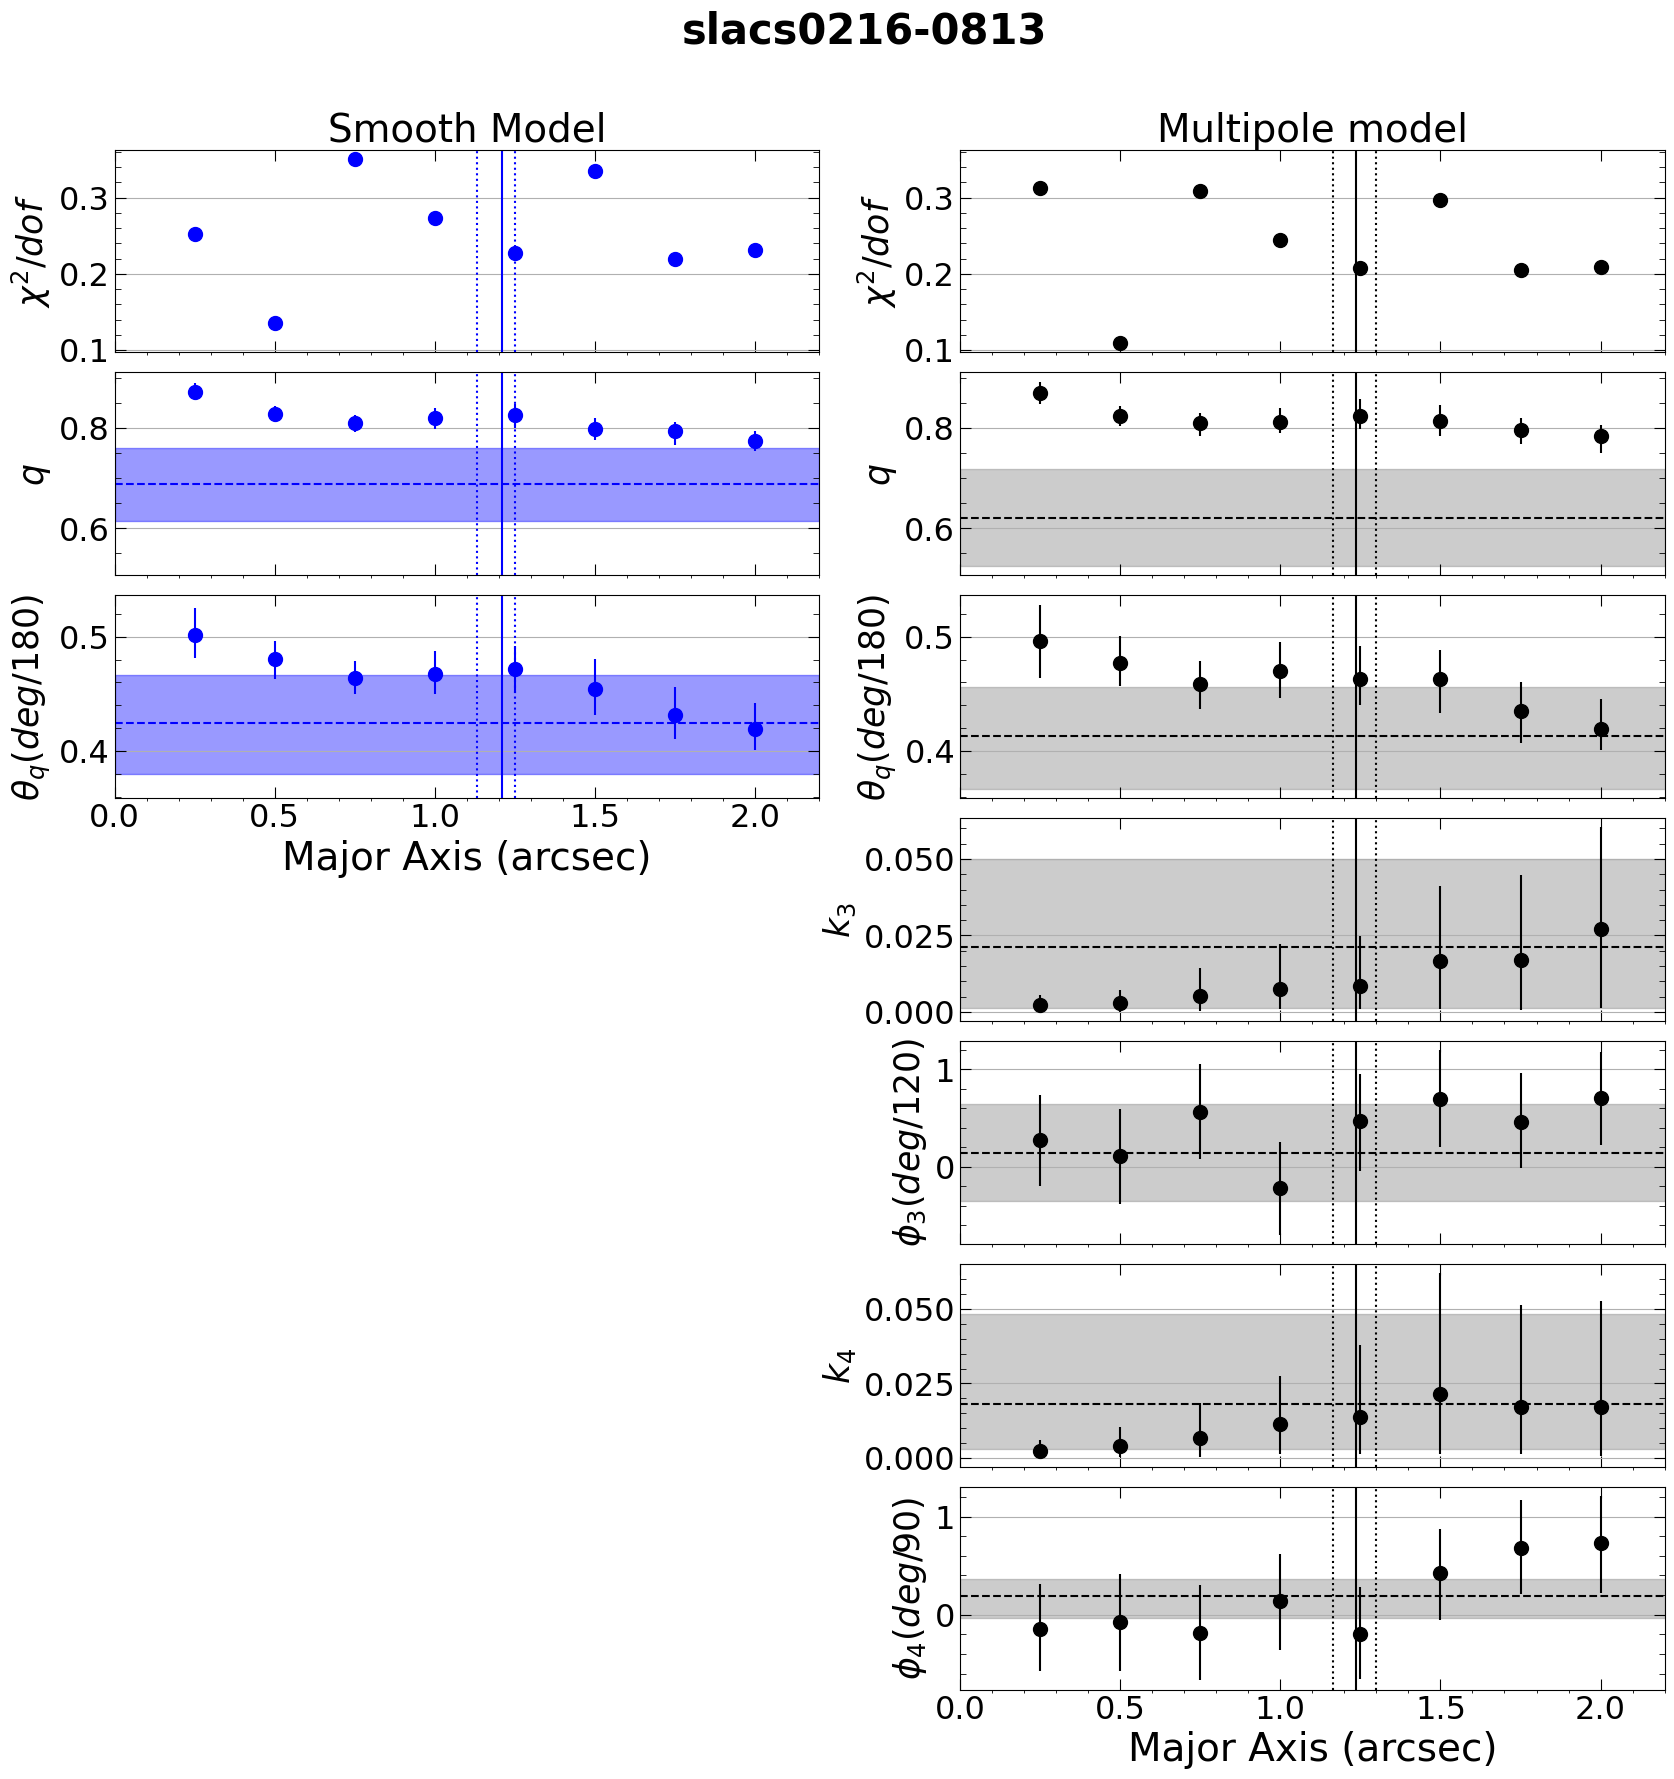 slacs0216-0813
Smooth Model
χ²/dof
0.3
0.2
0.1
q
0.8
0.6
θ_q(deg/180)
0.5
0.4
0.0 0.5 1.0 1.5 2.0
Major Axis (arcsec)
Multipole model
χ²/dof
0.3
0.2
0.1
q
0.8
0.6
θ_q(deg/180)
0.5
0.4
k₃
0.050
0.025
0.000
ϕ₃(deg/120)
1
0
k₄
0.050
0.025
0.000
ϕ₄(deg/90)
1
0
0.0 0.5 1.0 1.5 2.0
Major Axis (arcsec)